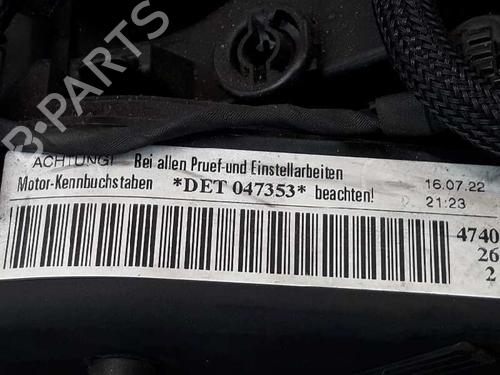 B-PARTS
ACHTUNG! Bei allen Pruef-und Einstellarbeiten
Motor-Kennbuchstaben *DET 047353* beachten!
16.07.22
21:23
4740
26
2